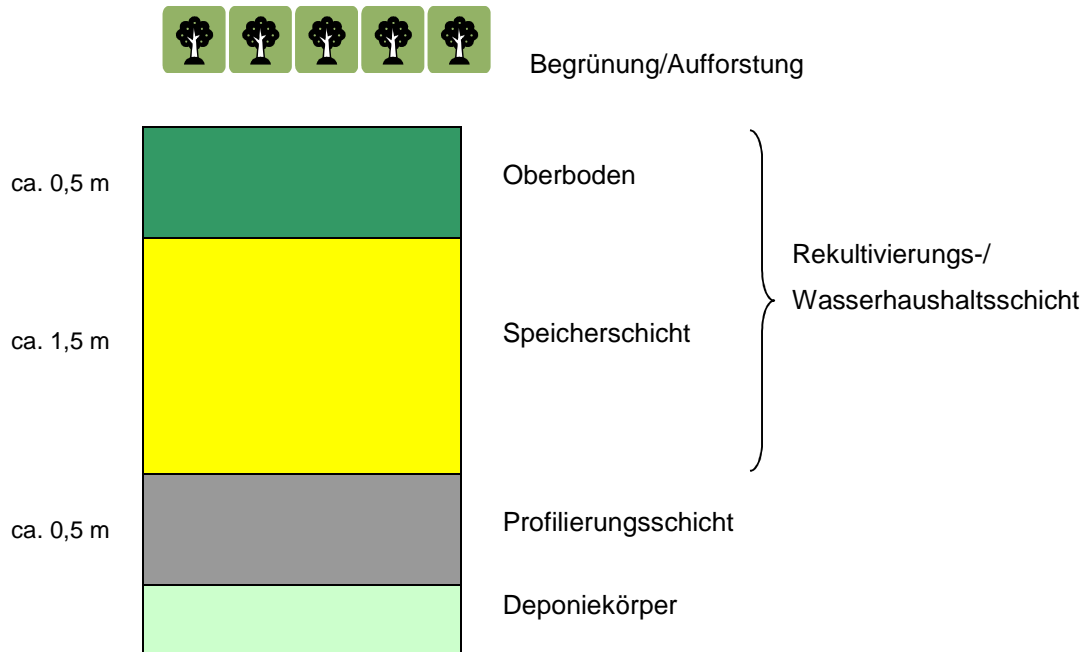 Begrünung/Aufforstung
ca. 0,5 m
Oberboden
Rekultivierungs-/
Wasserhaushaltsschicht
ca. 1,5 m
Speicherschicht
ca. 0,5 m
Profilierungsschicht
Deponiekörper